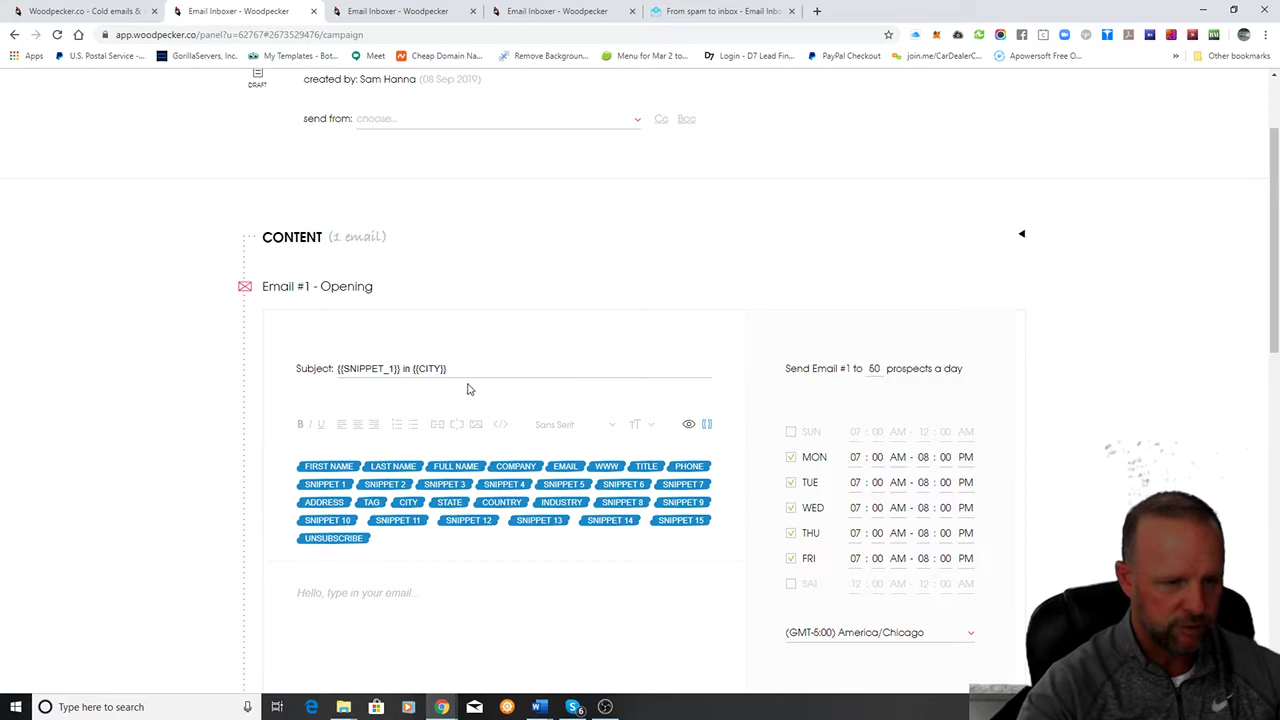 Woodpecker.co - Cold emails &
Email Inboxer - Woodpecker
Email Inboxer - Woodpecker
Email Inboxer - Woodpecker
From spam to inbox - Email Inb
app.woodpecker.co/panel?u=62767#2673529476/campaign
Apps
U.S. Postal Service -...
GorillaServers, Inc.
My Templates - Bot...
Meet
Cheap Domain Na...
Remove Backgroun...
Menu for Mar 2 to...
Login - D7 Lead Fin...
PayPal Checkout
join.me/CarDealerC...
Apowersoft Free O...
»
Other bookmarks
DRAFT
created by: Sam Hanna (08 Sep 2019)
send from: choose...
Cc Bcc
CONTENT (1 email)
Email #1 - Opening
Subject: {{SNIPPET_1}} in {{CITY}}
Send Email #1 to 50 prospects a day
B I U
Sans Serif
TT
FIRST NAME LAST NAME FULL NAME COMPANY EMAIL WWW TITLE PHONE
SNIPPET 1 SNIPPET 2 SNIPPET 3 SNIPPET 4 SNIPPET 5 SNIPPET 6 SNIPPET 7
ADDRESS TAG CITY STATE COUNTRY INDUSTRY SNIPPET 8 SNIPPET 9
SNIPPET 10 SNIPPET 11 SNIPPET 12 SNIPPET 13 SNIPPET 14 SNIPPET 15
UNSUBSCRIBE
Hello, type in your email...
SUN 07 : 00 AM - 12 : 00 AM
MON 07 : 00 AM - 08 : 00 PM
TUE 07 : 00 AM - 08 : 00 PM
WED 07 : 00 AM - 08 : 00 PM
THU 07 : 00 AM - 08 : 00 PM
FRI 07 : 00 AM - 08 : 00 PM
SAT 12 : 00 AM - 12 : 00 AM
(GMT-5:00) America/Chicago
Type here to search
6